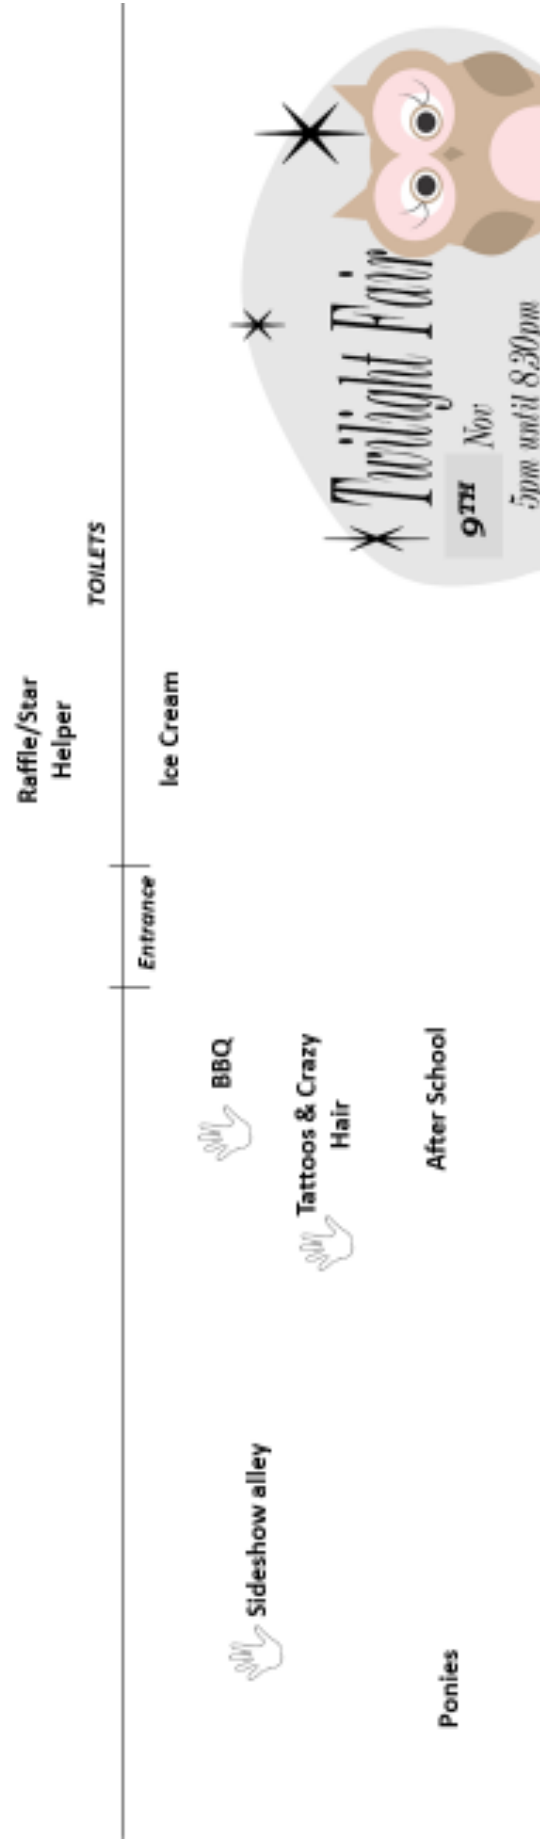 Raffle/Star
Helper
TOILETS
Entrance
Ice Cream
BBQ
Sideshow alley
Tattoos & Crazy
Hair
Twilight Fair
After School
Ponies
9TH Nov
5pm until 8.30pm